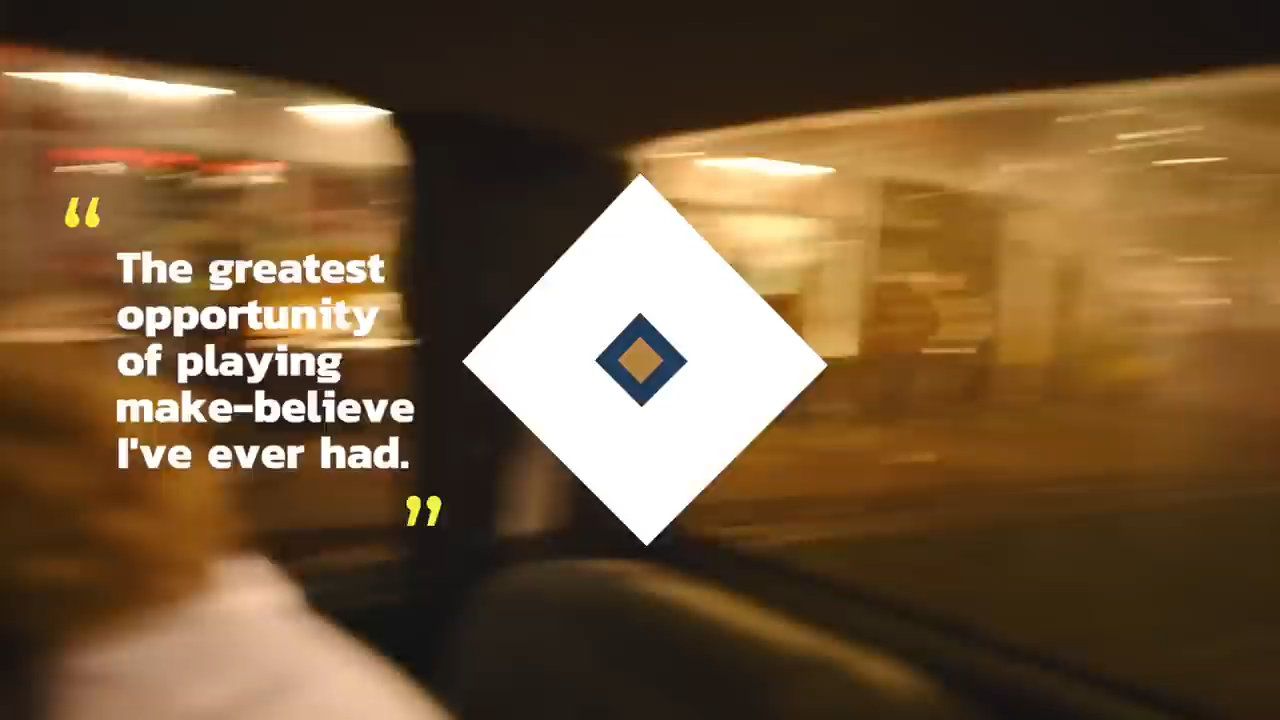 “
The greatest
opportunity
of playing
make-believe
I've ever had.
”